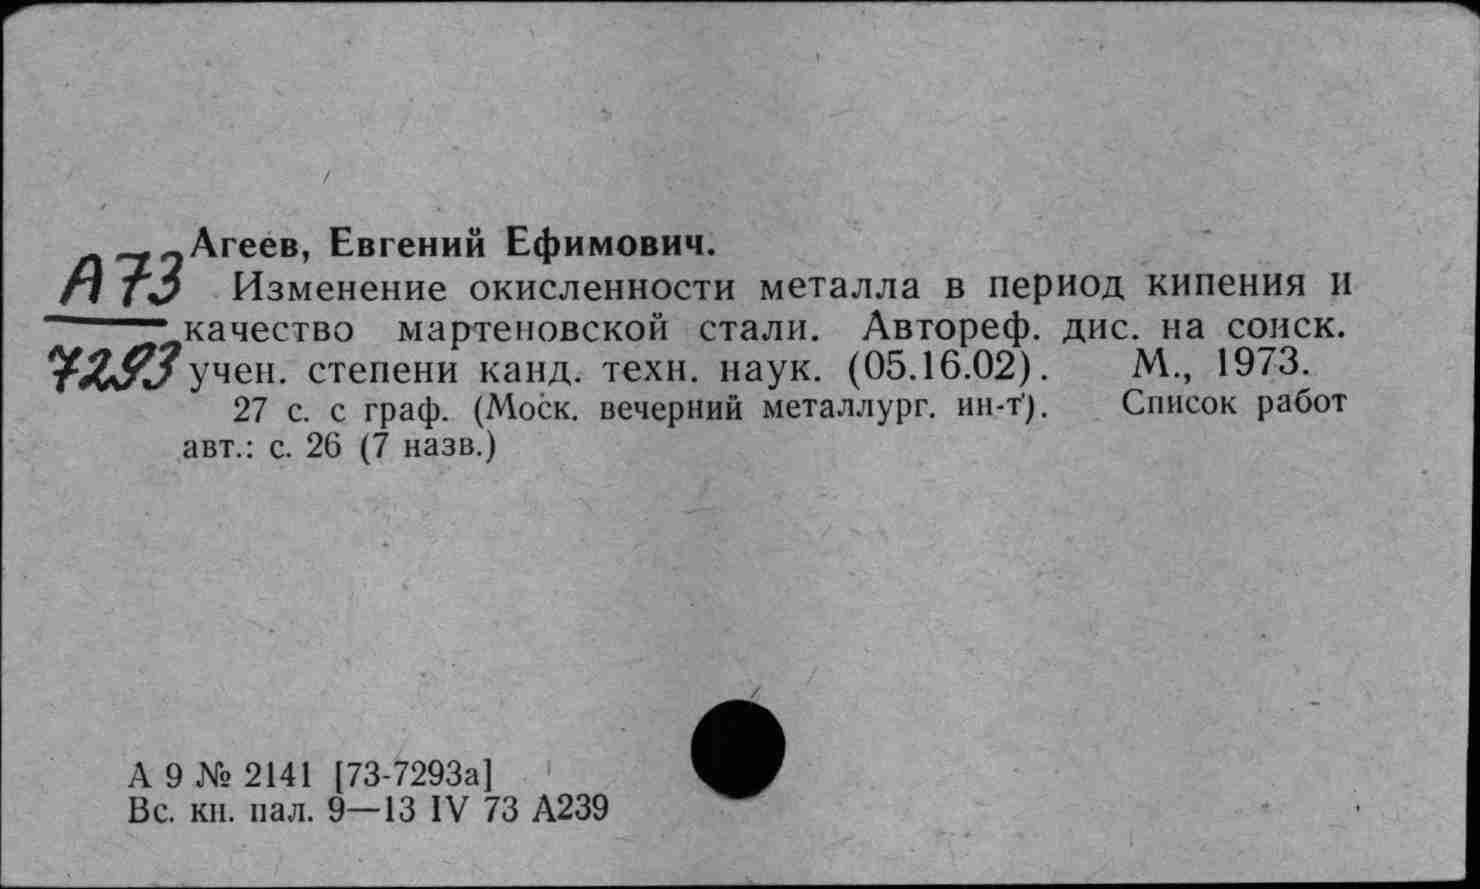 Агеев, Евгений Ефимович.
А73
Изменение окисленности металла в период кипения и
качество мартеновской стали. Автореф. дис. на соиск.
7293
учен. степени канд. техн. наук. (05.16.02). М., 1973.
27 с. с граф. (Моск. вечерний металлург. ин-т). Список работ
авт.: с. 26 (7 назв.)
А 9 № 2141 [73-7293а]
Вс. кн. пал. 9—13 IV 73 А239